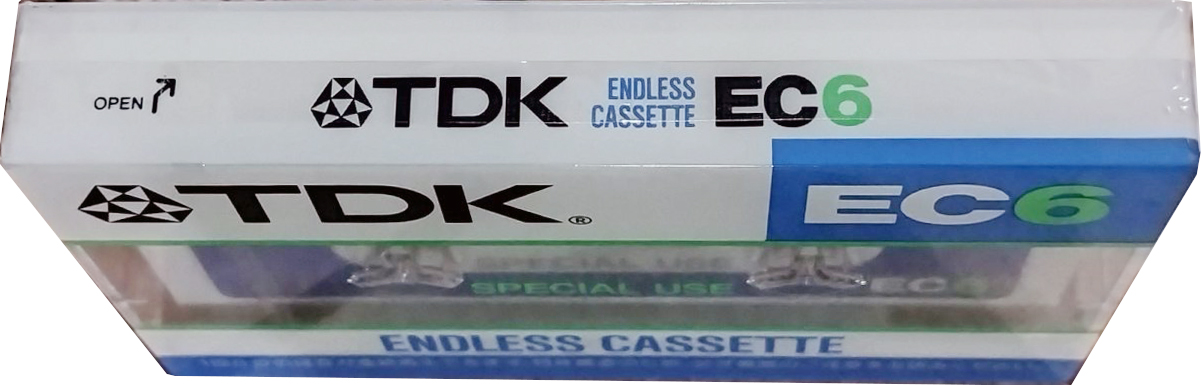 OPEN TDK ENDLESS CASSETTE EC6
TDK® EC6
SPECIAL USE EC6
ENDLESS CASSETTE